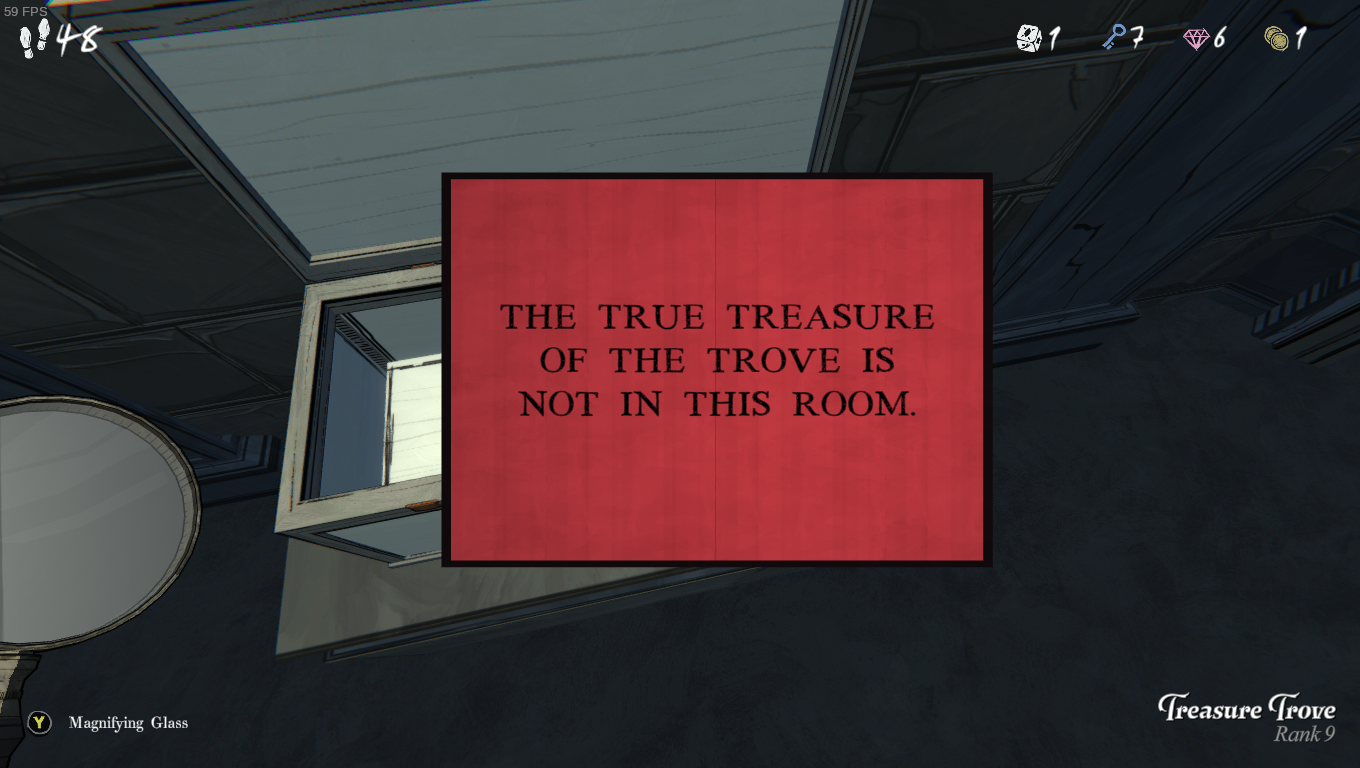 59 FPS
48
1
7
6
1
THE TRUE TREASURE
OF THE TROVE IS
NOT IN THIS ROOM.
Y Magnifying Glass
Treasure Trove
Rank 9